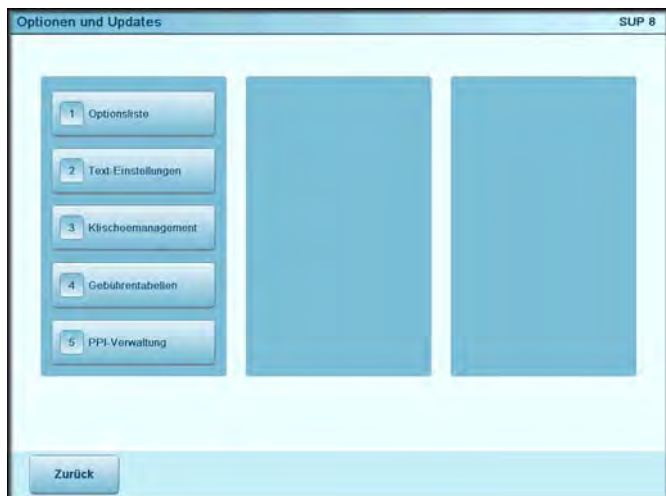 Optionen und Updates SUP 8
1 Optionsliste
2 Text-Einstellungen
3 Klischeemanagement
4 Gebührentabellen
5 PPI-Verwaltung
Zurück